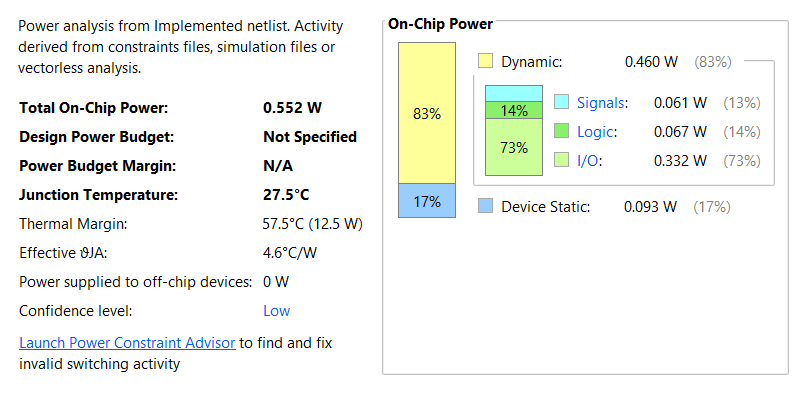 Power analysis from Implemented netlist. Activity
derived from constraints files, simulation files or
vectorless analysis.
Total On-Chip Power: 0.552 W
Design Power Budget: Not Specified
Power Budget Margin: N/A
Junction Temperature: 27.5°C
Thermal Margin: 57.5°C (12.5 W)
Effective ϑJA: 4.6°C/W
Power supplied to off-chip devices: 0 W
Confidence level: Low
Launch Power Constraint Advisor to find and fix
invalid switching activity
On-Chip Power
83%
17%
Dynamic: 0.460 W (83%)
14%
73%
Signals: 0.061 W (13%)
Logic: 0.067 W (14%)
I/O: 0.332 W (73%)
Device Static: 0.093 W (17%)